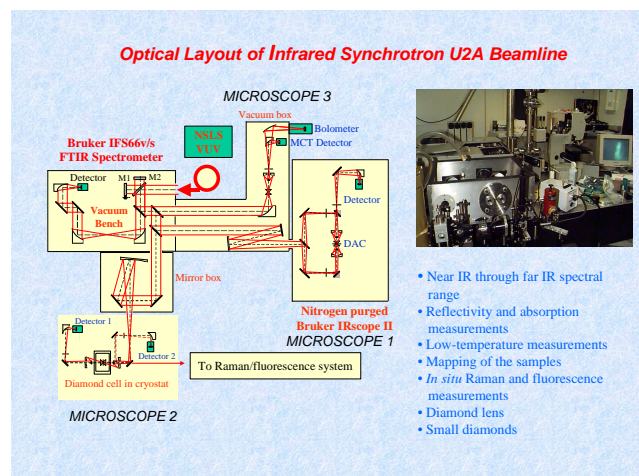 Optical Layout of Infrared Synchrotron U2A Beamline
MICROSCOPE 3
Vacuum box
Bruker IFS66v/s
FTIR Spectrometer
NSLS
VUV
Bolometer
MCT Detector
Detector
M1
M2
Vacuum
Bench
Detector
DAC
Mirror box
Nitrogen purged
Bruker IRscope II
MICROSCOPE 1
Detector 1
Detector 2
Diamond cell in cryostat
To Raman/fluorescence system
MICROSCOPE 2
• Near IR through far IR spectral
range
• Reflectivity and absorption
measurements
• Low-temperature measurements
• Mapping of the samples
• In situ Raman and fluorescence
measurements
• Diamond lens
• Small diamonds